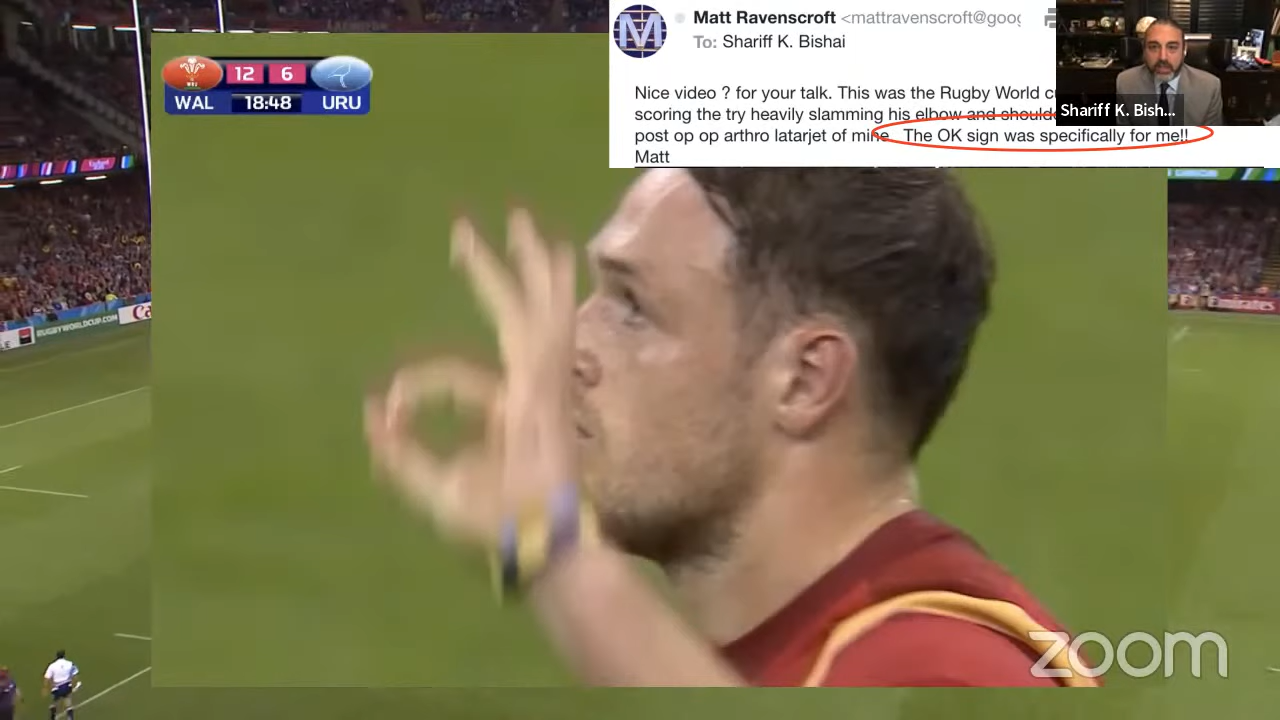 Matt Ravenscroft <mattravenscroft@goo
To: Shariff K. Bishai
Nice video ? for your talk. This was the Rugby World
scoring the try heavily slamming his elbow and
post op op arthro latarjet of mine. The OK sign was specifically for me!!
Matt
Shariff K. Bish...
12 6
WAL 18:48 URU
RUGBYWORLDCUP.COM
Emirates
zoom